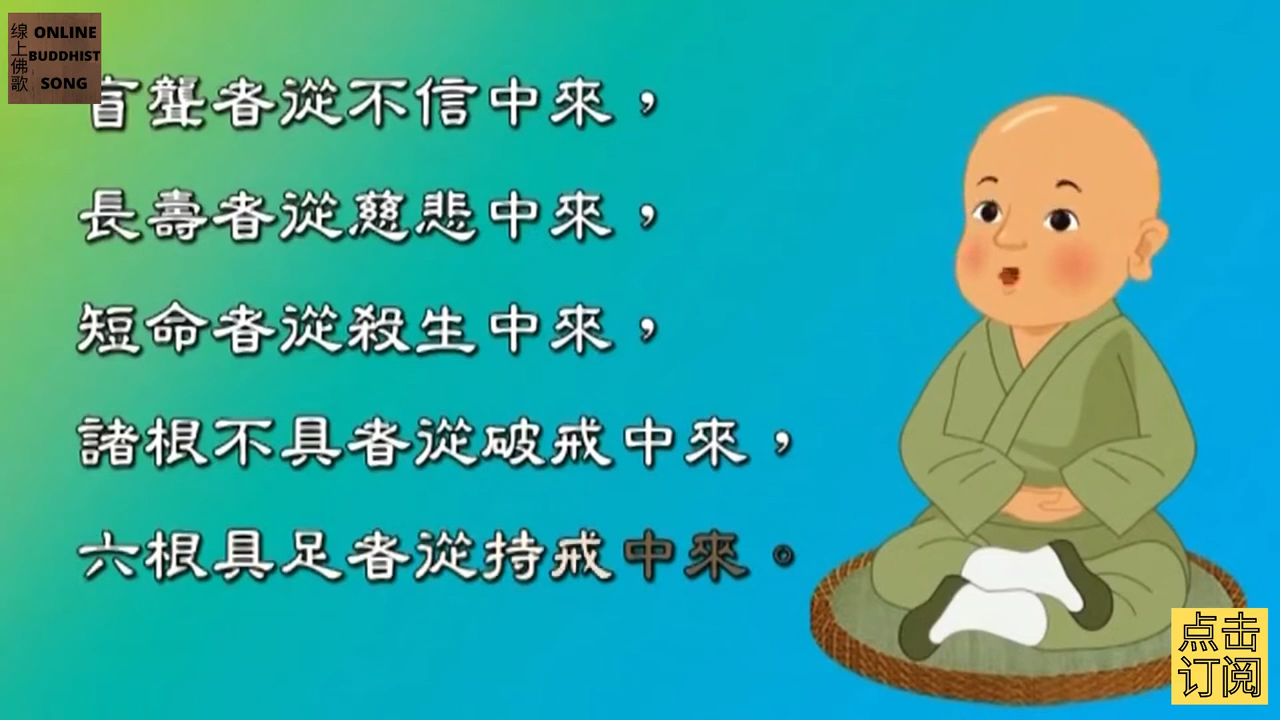 线上佛歌
ONLINE
BUDDHIST
SONG
盲聾者從不信中來，
長壽者從慈悲中來，
短命者從殺生中來，
諸根不具者從破戒中來，
六根具足者從持戒中來。
点击
订阅